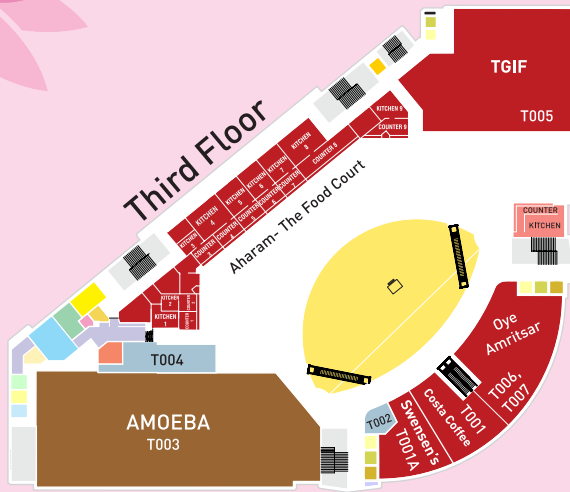 Third Floor
TGIF
T005
KITCHEN 9
COUNTER 9
KITCHEN
8
COUNTER 8
KITCHEN
7
COUNTER
7
KITCHEN
6
COUNTER
6
KITCHEN
5
COUNTER
5
KITCHEN
4
COUNTER
4
KITCHEN
3
COUNTER
3
Aharam- The Food Court
KITCHEN
2
KITCHEN
1
COUNTER
COUNTER
COUNTER
KITCHEN
Oye
Amritsar
T006,
T007
T001
Costa Coffee
Swensen's
T001A
T002
T004
AMOEBA
T003